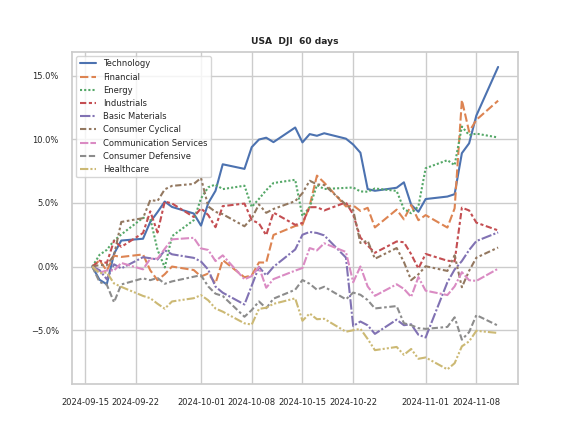 USA  DJI  60 days
Technology
Financial
Energy
Industrials
Basic Materials
Consumer Cyclical
Communication Services
Consumer Defensive
Healthcare
15.0%
10.0%
5.0%
0.0%
−5.0%
2024-09-15 2024-09-22 2024-10-01 2024-10-08 2024-10-15 2024-10-22 2024-11-01 2024-11-08